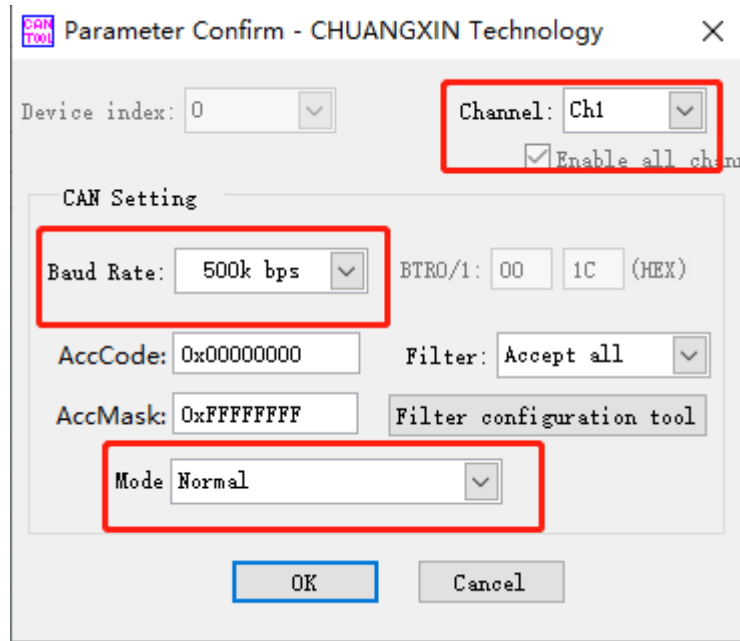 CAN TOOL Parameter Confirm - CHUANGXIN Technology
Device index: 0 Channel: Ch1
Enable all chann
CAN Setting
Baud Rate: 500k bps BTR0/1: 00 1C (HEX)
AccCode: 0x00000000 Filter: Accept all
AccMask: 0xFFFFFFFF Filter configuration tool
Mode Normal
OK Cancel